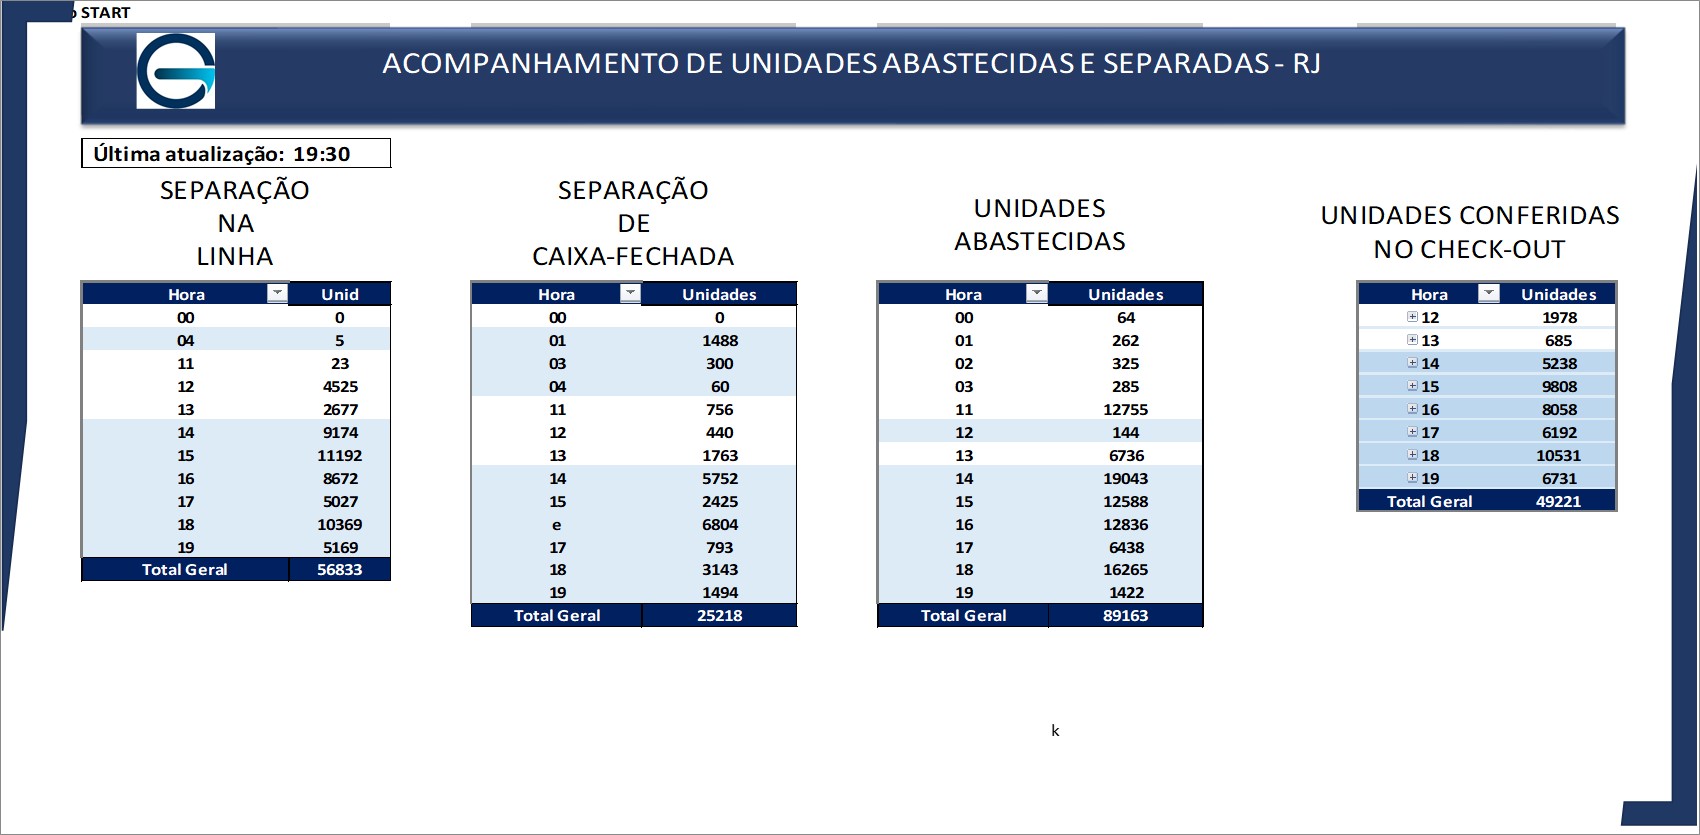 START
ACOMPANHAMENTO DE UNIDADES ABASTECIDAS E SEPARADAS - RJ
Última atualização: 19:30
SEPARAÇÃO
NA
LINHA
Hora Unid
00 0
04 5
11 23
12 4525
13 2677
14 9174
15 11192
16 8672
17 5027
18 10369
19 5169
Total Geral 56833
SEPARAÇÃO
DE
CAIXA-FECHADA
Hora Unidades
00 0
01 1488
03 300
04 60
11 756
12 440
13 1763
14 5752
15 2425
e 6804
17 793
18 3143
19 1494
Total Geral 25218
UNIDADES
ABASTECIDAS
Hora Unidades
00 64
01 262
02 325
03 285
11 12755
12 144
13 6736
14 19043
15 12588
16 12836
17 6438
18 16265
19 1422
Total Geral 89163
UNIDADES CONFERIDAS
NO CHECK-OUT
Hora Unidades
12 1978
13 685
14 5238
15 9808
16 8058
17 6192
18 10531
19 6731
Total Geral 49221
k